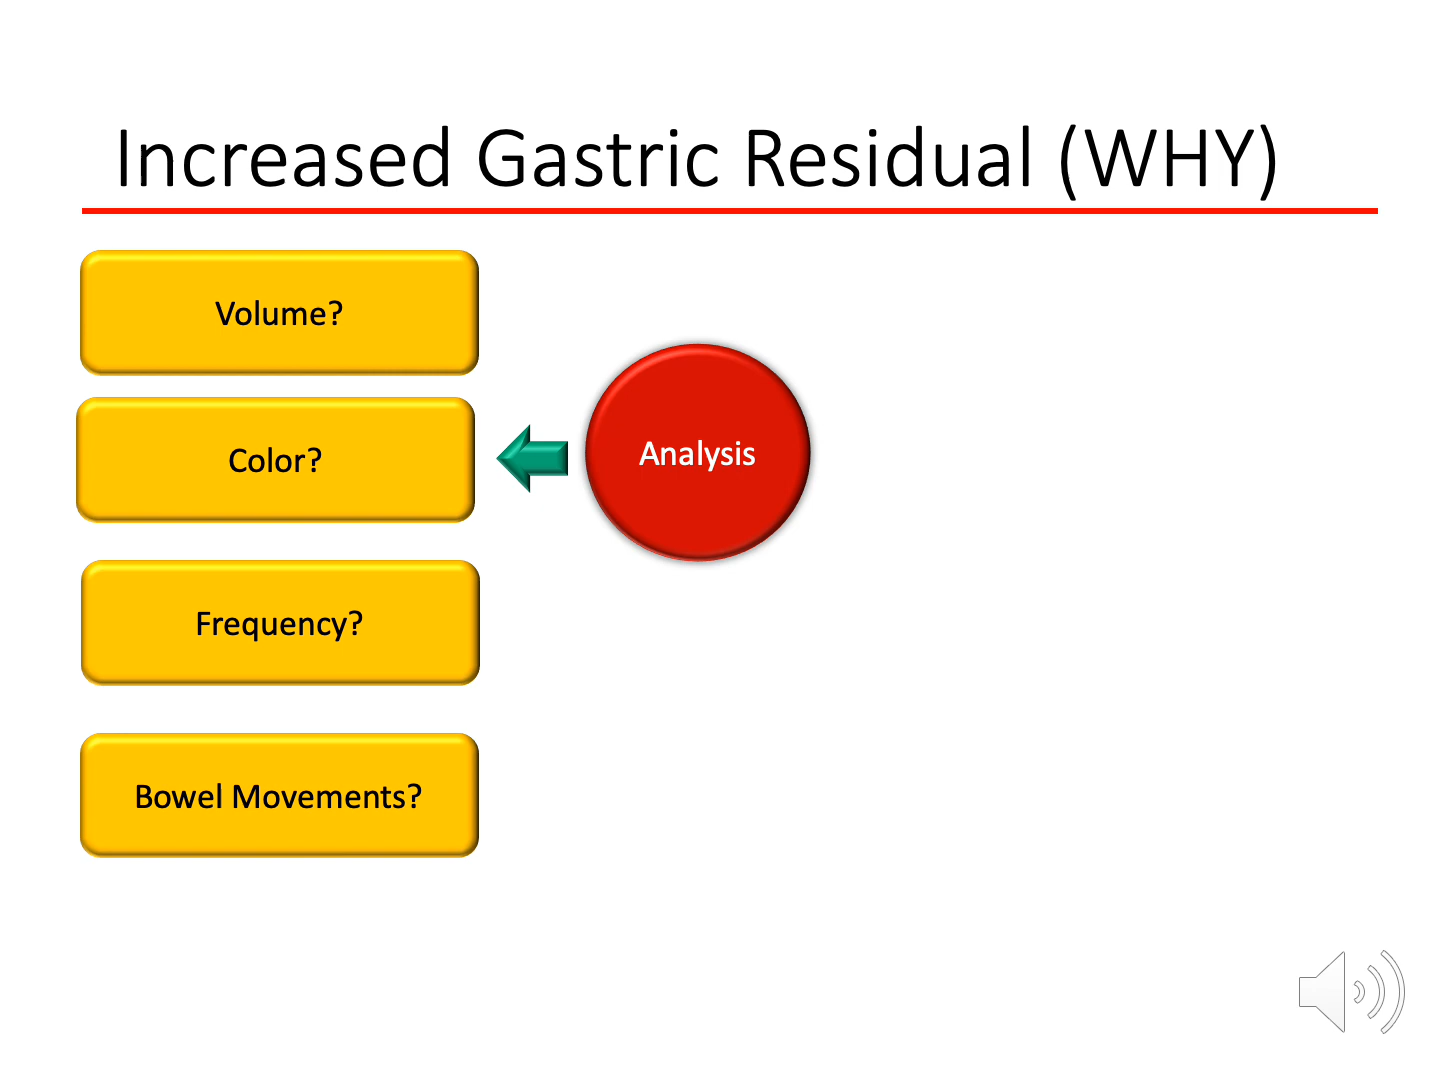 Increased Gastric Residual (WHY)
Volume?
Color?
Analysis
Frequency?
Bowel Movements?